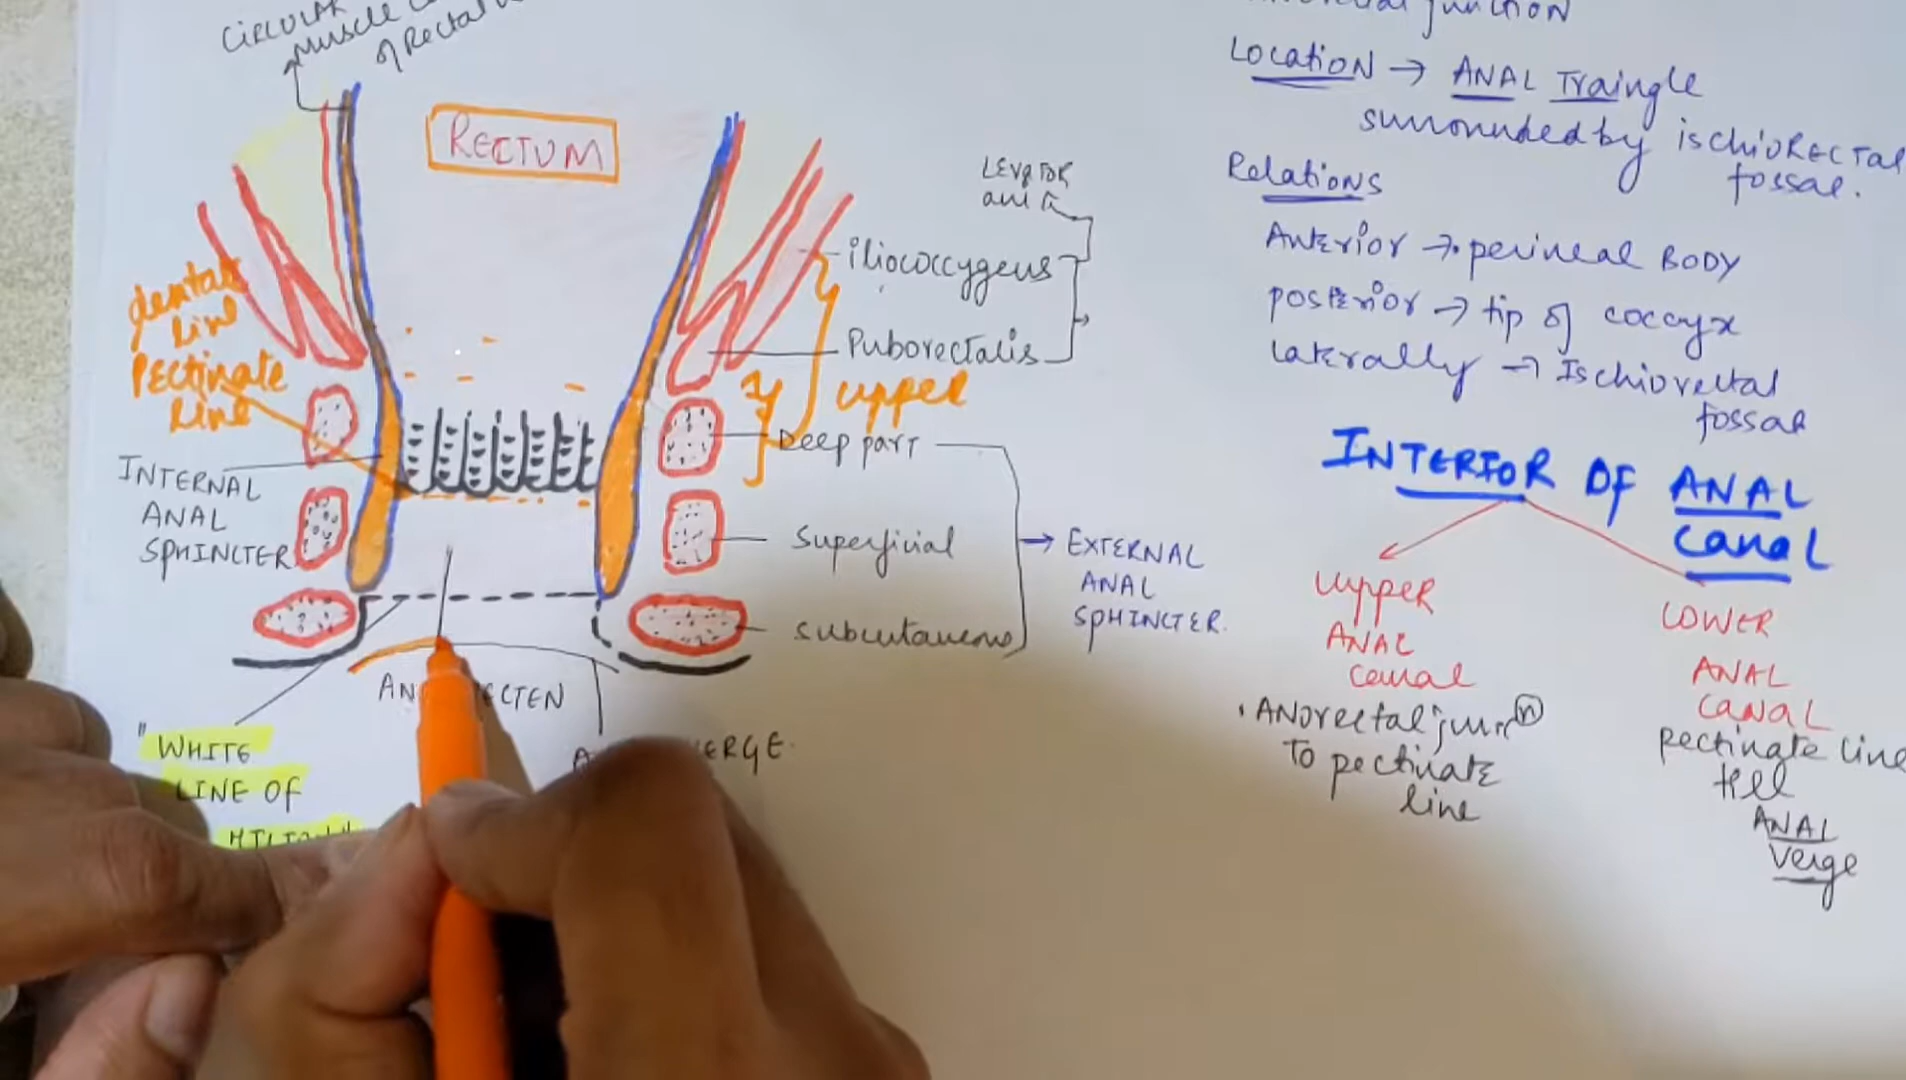 CIRCULAR
Muscle
of Rectal
RECTUM
LEVATOR
ani
iliococcygeus
Puborectalis
dental
Line
Pectinate
Line
upper
Deep part
INTERNAL
ANAL
SPHINCTER
Superficial
subcutaneous
EXTERNAL
ANAL
SPHINCTER.
"WHITE
LINE OF
junction
Location → ANAL Traingle
surrounded by ischioRectal
fossae.
Relations
Anterior → perineal BODY
posterior → tip of coccyx
laterally → Ischiorectal
fossae
INTERIOR OF ANAL
canaL
upper
ANAL
canal
. ANorectal junc(n)
To pectinate
line
LOWER
ANAL
CANAL
pectinate line
till
ANAL
Verge